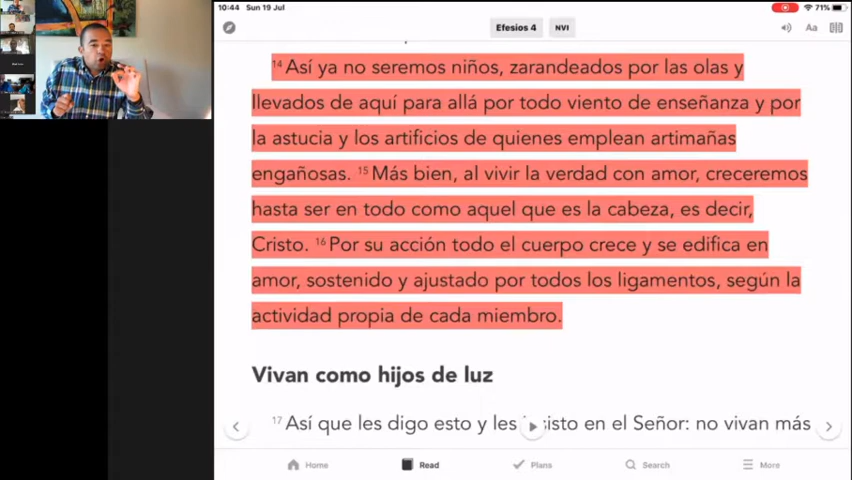 10:44 Sun 19 Jul
71%
Efesios 4 NVI
Aa
14 Así ya no seremos niños, zarandeados por las olas y
llevados de aquí para allá por todo viento de enseñanza y por
la astucia y los artificios de quienes emplean artimañas
engañosas. 15 Más bien, al vivir la verdad con amor, creceremos
hasta ser en todo como aquel que es la cabeza, es decir,
Cristo. 16 Por su acción todo el cuerpo crece y se edifica en
amor, sostenido y ajustado por todos los ligamentos, según la
actividad propia de cada miembro.
Vivan como hijos de luz
17 Así que les digo esto y les insisto en el Señor: no vivan más
Home Read Plans Search More